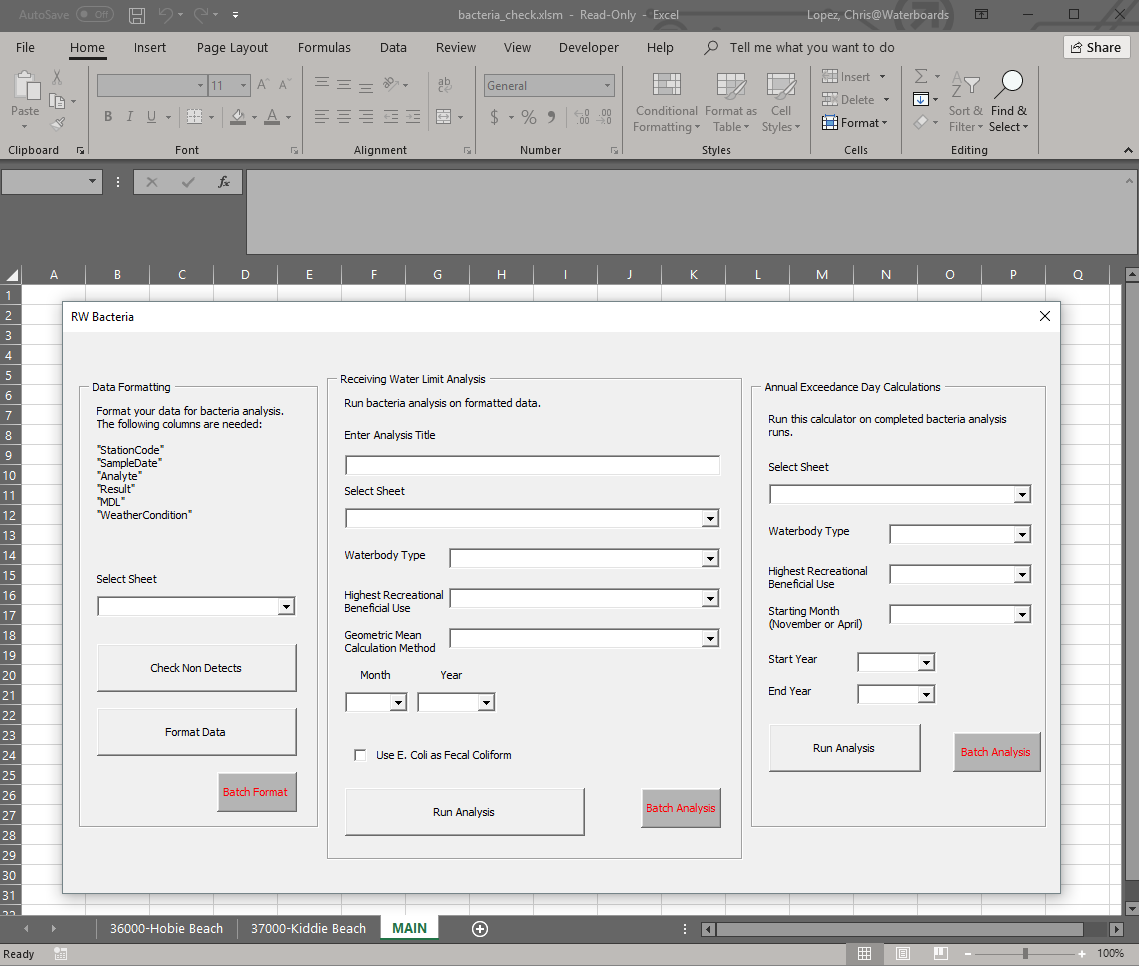 AutoSave Off bacteria_check.xlsm - Read-Only - Excel Lopez, Chris@Waterboards
File Home Insert Page Layout Formulas Data Review View Developer Help Tell me what you want to do Share
Paste
11
B I U
A
ab
General
$ % 9
Conditional Formatting
Format as Table
Cell Styles
Insert
Delete
Format
Sort & Filter
Find & Select
Clipboard Font Alignment Number Styles Cells Editing
fx
A B C D E F G H I J K L M N O P Q
1
2
3
4
5
6
7
8
9
10
11
12
13
14
15
16
17
18
19
20
21
22
23
24
25
26
27
28
29
30
31
32
RW Bacteria
Data Formatting
Format your data for bacteria analysis.
The following columns are needed:
"StationCode"
"SampleDate"
"Analyte"
"Result"
"MDL"
"WeatherCondition"
Select Sheet
Check Non Detects
Format Data
Batch Format
Receiving Water Limit Analysis
Run bacteria analysis on formatted data.
Enter Analysis Title
Select Sheet
Waterbody Type
Highest Recreational
Beneficial Use
Geometric Mean
Calculation Method
Month Year
Use E. Coli as Fecal Coliform
Run Analysis
Batch Analysis
Annual Exceedance Day Calculations
Run this calculator on completed bacteria analysis
runs.
Select Sheet
Waterbody Type
Highest Recreational
Beneficial Use
Starting Month
(November or April)
Start Year
End Year
Run Analysis
Batch Analysis
36000-Hobie Beach 37000-Kiddie Beach MAIN
Ready 100%